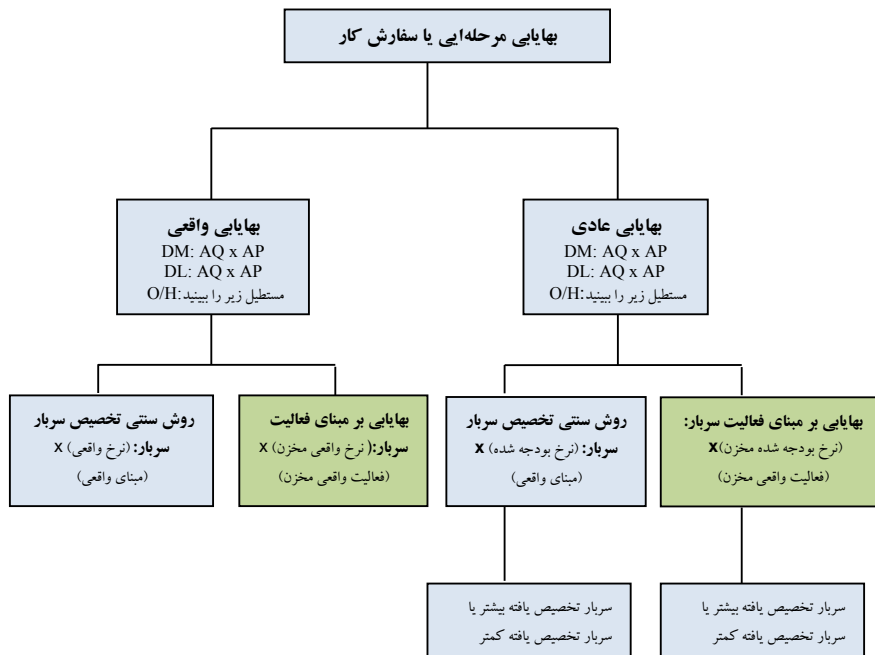 بهایابی مرحله‌ایی یا سفارش کار
بهایابی عادی
DM: AQ x AP
DL: AQ x AP
O/H:مستطیل زیر را ببینید
بهایابی واقعی
DM: AQ x AP
DL: AQ x AP
O/H:مستطیل زیر را ببینید
بهایابی بر مبنای فعالیت سربار:
(نرخ بودجه شده مخزن)x
(فعالیت واقعی مخزن)
روش سنتی تخصیص سربار
سربار: (نرخ بودجه شده) x
(مبنای واقعی)
بهایابی بر مبنای فعالیت
سربار:(نرخ واقعی مخزن) x
(فعالیت واقعی مخزن)
روش سنتی تخصیص سربار
سربار: (نرخ واقعی) x
(مبنای واقعی)
سربار تخصیص یافته بیشتر یا
سربار تخصیص یافته کمتر
سربار تخصیص یافته بیشتر یا
سربار تخصیص یافته کمتر